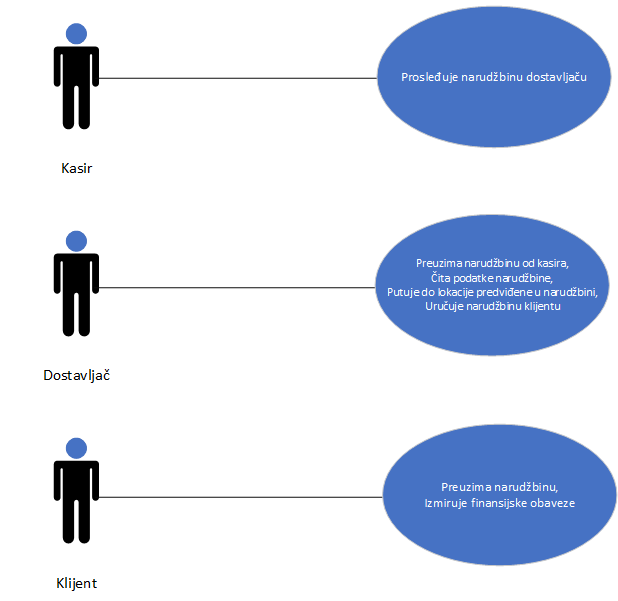 Prosleđuje narudžbinu dostavljaču
Kasir
Preuzima narudžbinu od kasira,
Čita podatke narudžbine,
Putuje do lokacije predviđene u narudžbini,
Uručuje narudžbinu klijentu
Dostavljač
Preuzima narudžbinu,
Izmiruje finansijske obaveze
Klijent